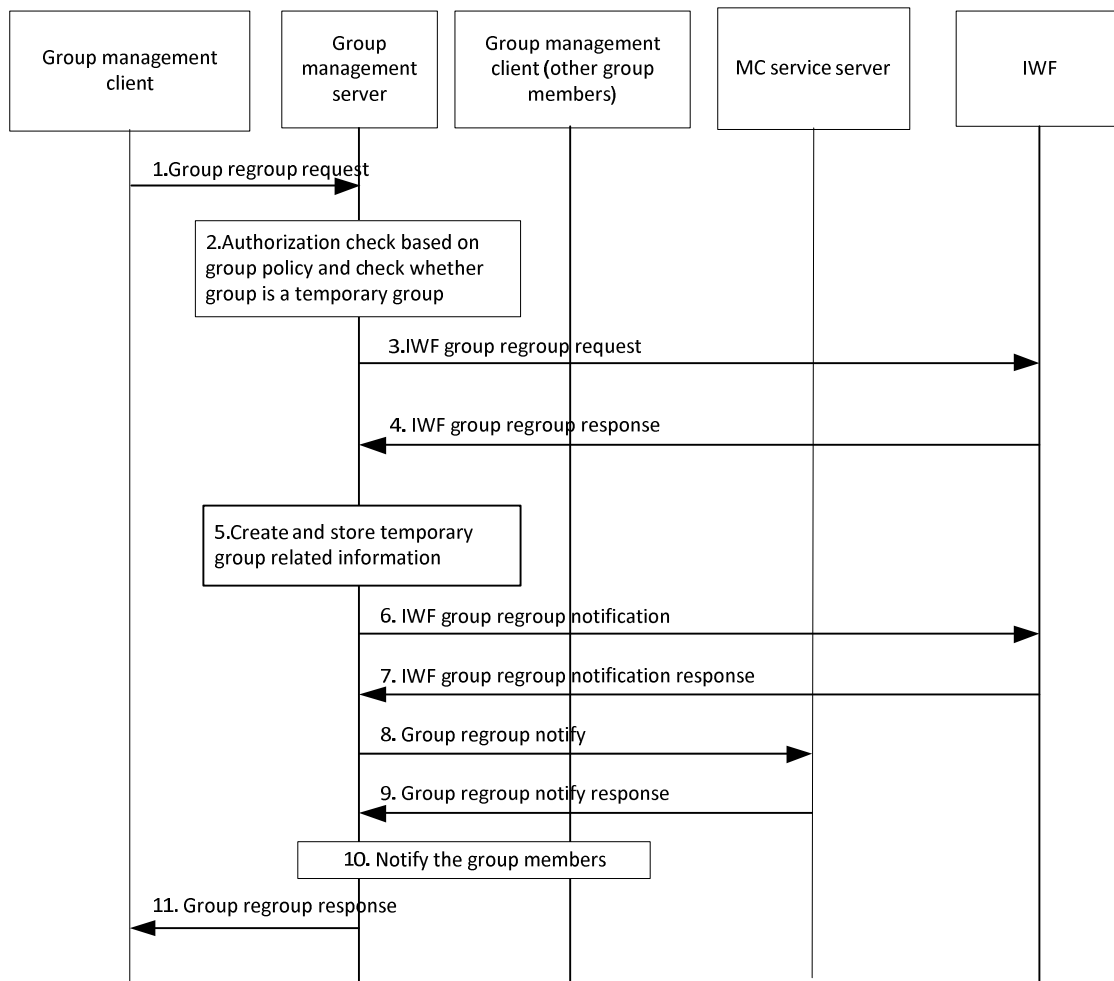 Group management
client
Group
management
server
Group management
client (other group
members)
MC service server
IWF
1.Group regroup request
2.Authorization check based on
group policy and check whether
group is a temporary group
3.IWF group regroup request
4. IWF group regroup response
5.Create and store temporary
group related information
6. IWF group regroup notification
7. IWF group regroup notification response
8. Group regroup notify
9. Group regroup notify response
10. Notify the group members
11. Group regroup response